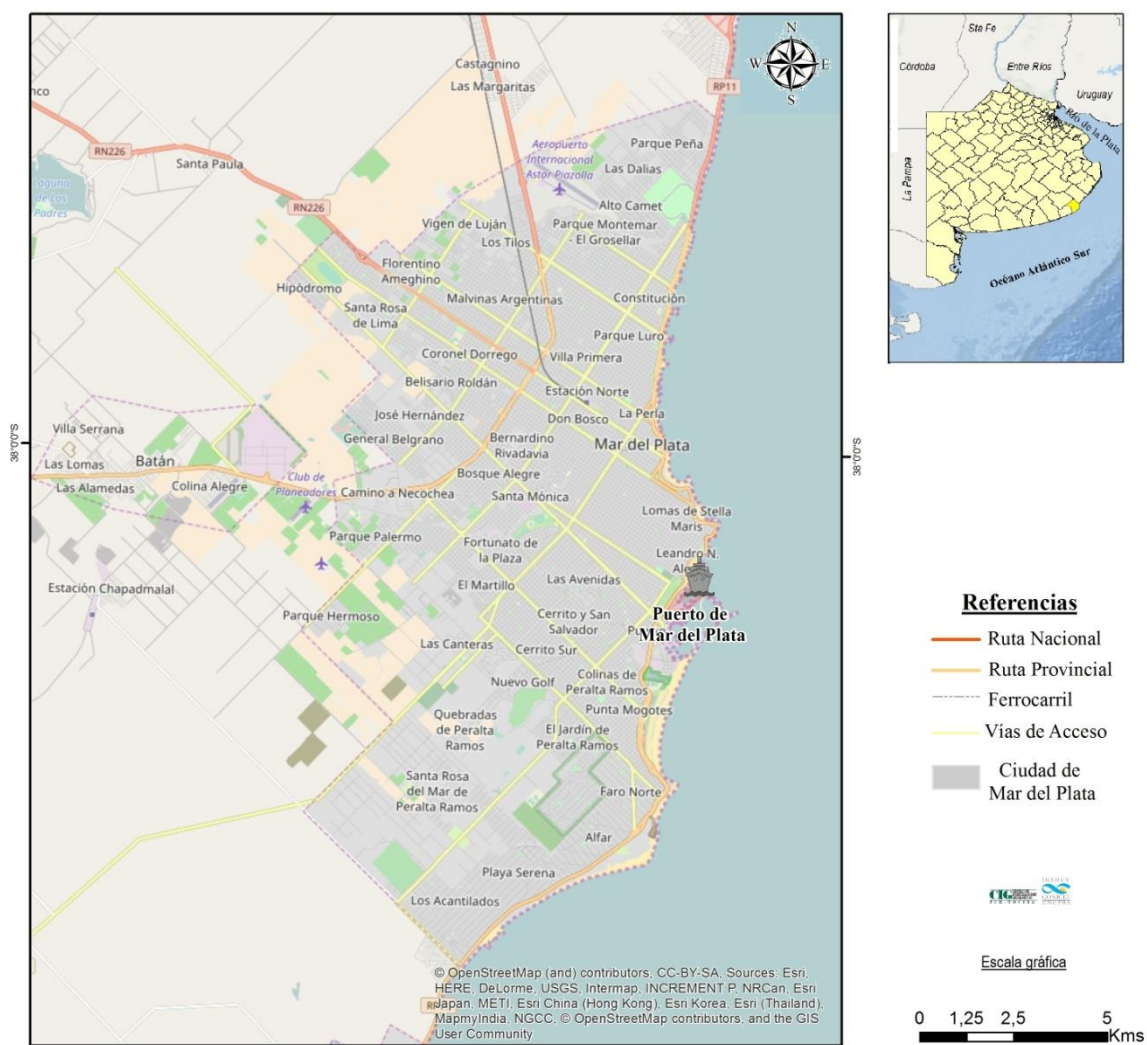 N
W
E
S
Castagnino
Las Margaritas
RP11
nco
RN226
Santa Paula
Laguna
de Los
Padres
Aeropuerto
Internacional
Astor Piazolla
Parque Peña
Las Dalias
Alto Camet
RN226
Vigen de Luján
Los Tilos
Parque Montemar
- El Grosellar
Florentino
Ameghino
Hipódromo
Malvinas Argentinas
Constitución
Santa Rosa
de Lima
Parque Luro
Coronel Dorrego
Villa Primera
Belisario Roldán
Estación Norte
José Hernández
Don Bosco
La Perla
Villa Serrana
General Belgrano
Bernardino
Rivadavia
Mar del Plata
38°0'0"S
38°0'0"S
Las Lomas
Batán
Bosque Alegre
Las Alamedas
Colina Alegre
Club de
Planeadores
Camino a Necochea
Santa Mónica
Lomas de Stella
Maris
Parque Palermo
Fortunato de
la Plaza
Leandro N.
Estación Chapadmalal
El Martillo
Las Avenidas
Parque Hermoso
Cerrito y San
Salvador
Puerto de
Mar del Plata
Las Canteras
Cerrito Sur
Nuevo Golf
Colinas de
Peralta Ramos
Quebradas
de Peralta
Ramos
Punta Mogotes
El Jardín de
Peralta Ramos
Santa Rosa
del Mar de
Peralta Ramos
Faro Norte
Alfar
Playa Serena
Los Acantilados
© OpenStreetMap (and) contributors, CC-BY-SA, Sources: Esri,
HERE, DeLorme, USGS, Intermap, INCREMENT P, NRCan, Esri
Japan, METI, Esri China (Hong Kong), Esri Korea, Esri (Thailand),
MapmyIndia, NGCC, © OpenStreetMap contributors, and the GIS
User Community
Sta Fe
Córdoba
Entre Ríos
Uruguay
Río de la Plata
La Pampa
Océano Atlántico Sur
Referencias
Ruta Nacional
Ruta Provincial
Ferrocarril
Vías de Acceso
Ciudad de
Mar del Plata
CIG
Escala gráfica
0 1,25 2,5 5
Kms